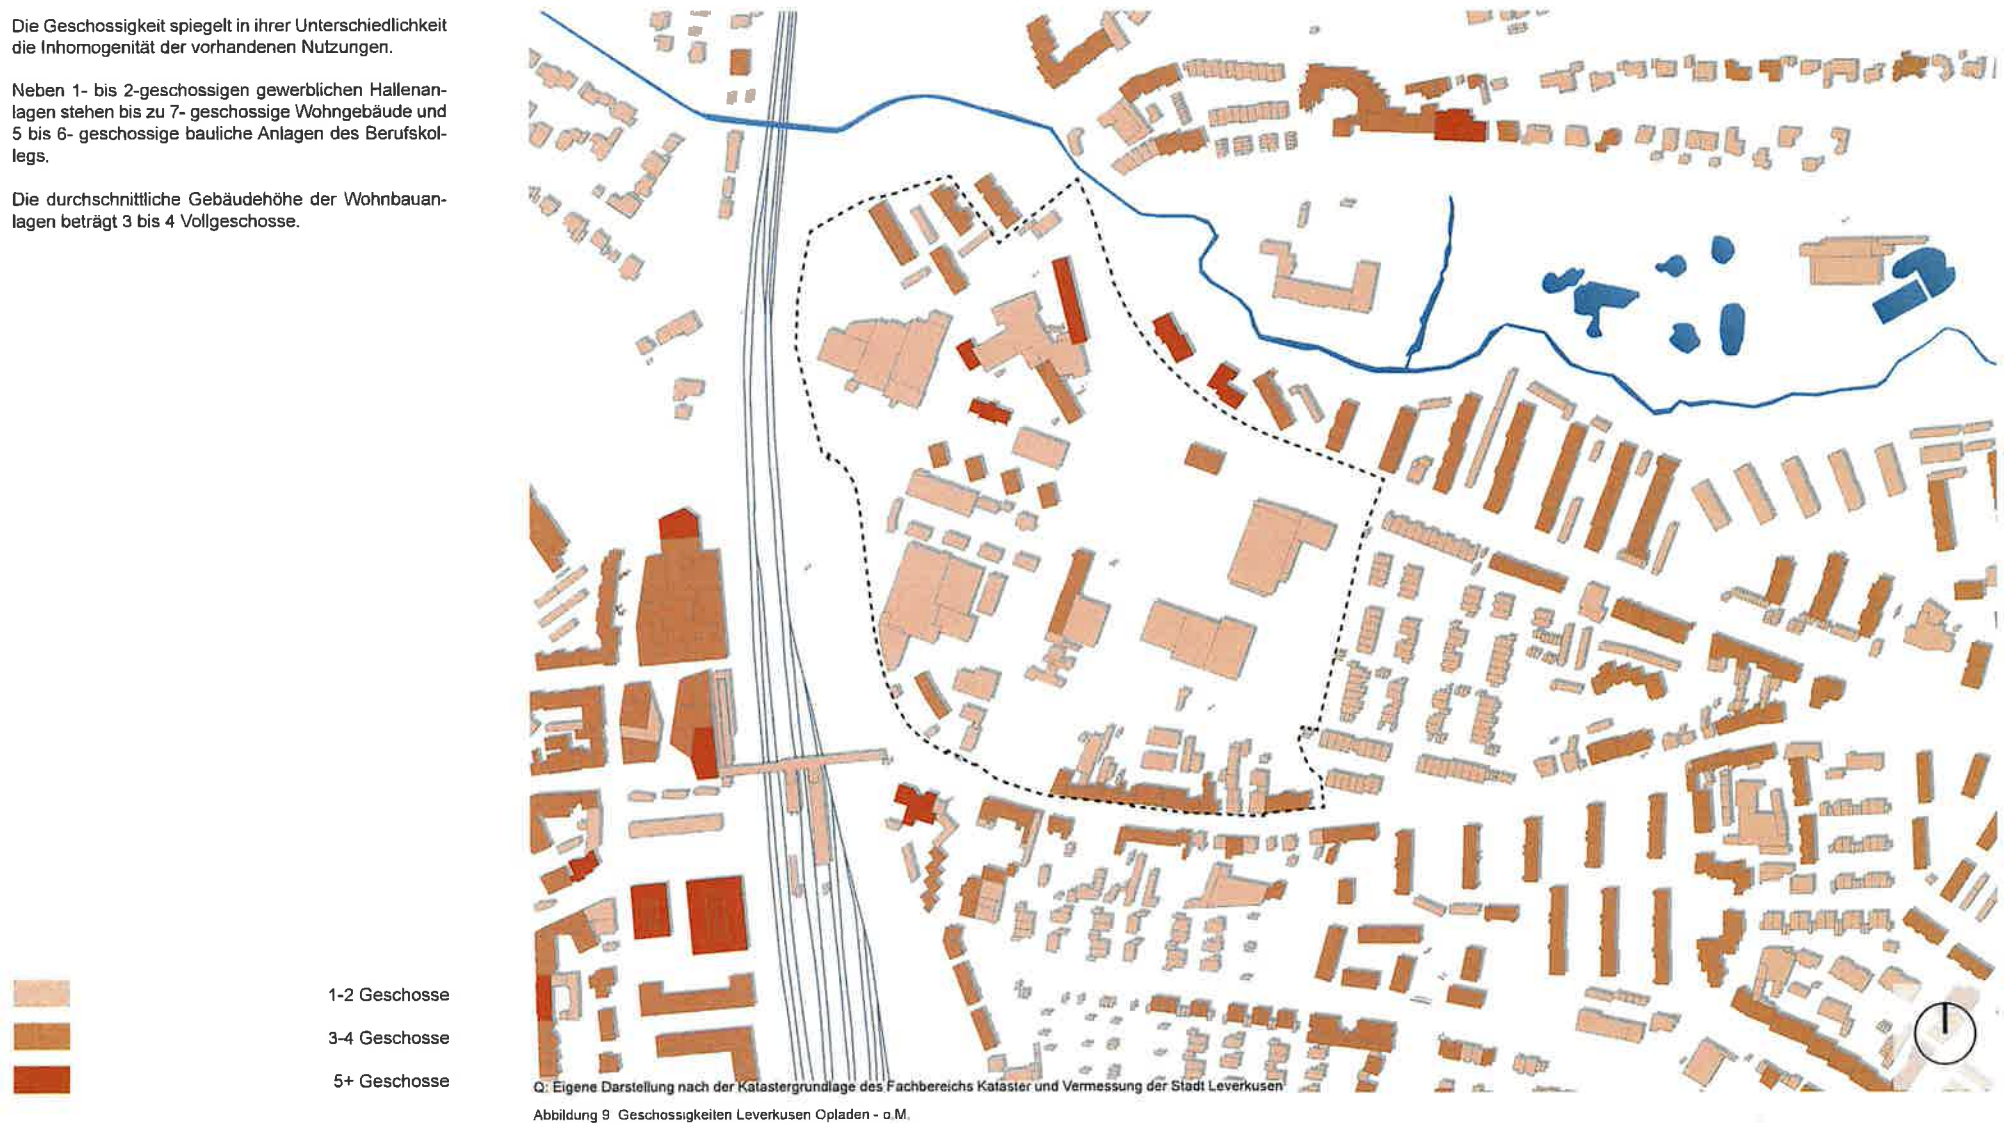 Die Geschossigkeit spiegelt in ihrer Unterschiedlichkeit
die Inhomogenität der vorhandenen Nutzungen.
Neben 1- bis 2-geschossigen gewerblichen Hallenan-
lagen stehen bis zu 7- geschossige Wohngebäude und
5 bis 6- geschossige bauliche Anlagen des Berufskol-
legs.
Die durchschnittliche Gebäudehöhe der Wohnbauan-
lagen beträgt 3 bis 4 Vollgeschosse.
1-2 Geschosse
3-4 Geschosse
5+ Geschosse
Q: Eigene Darstellung nach der Katastergrundlage des Fachbereichs Kataster und Vermessung der Stadt Leverkusen
Abbildung 9 Geschossigkeiten Leverkusen Opladen - o.M.